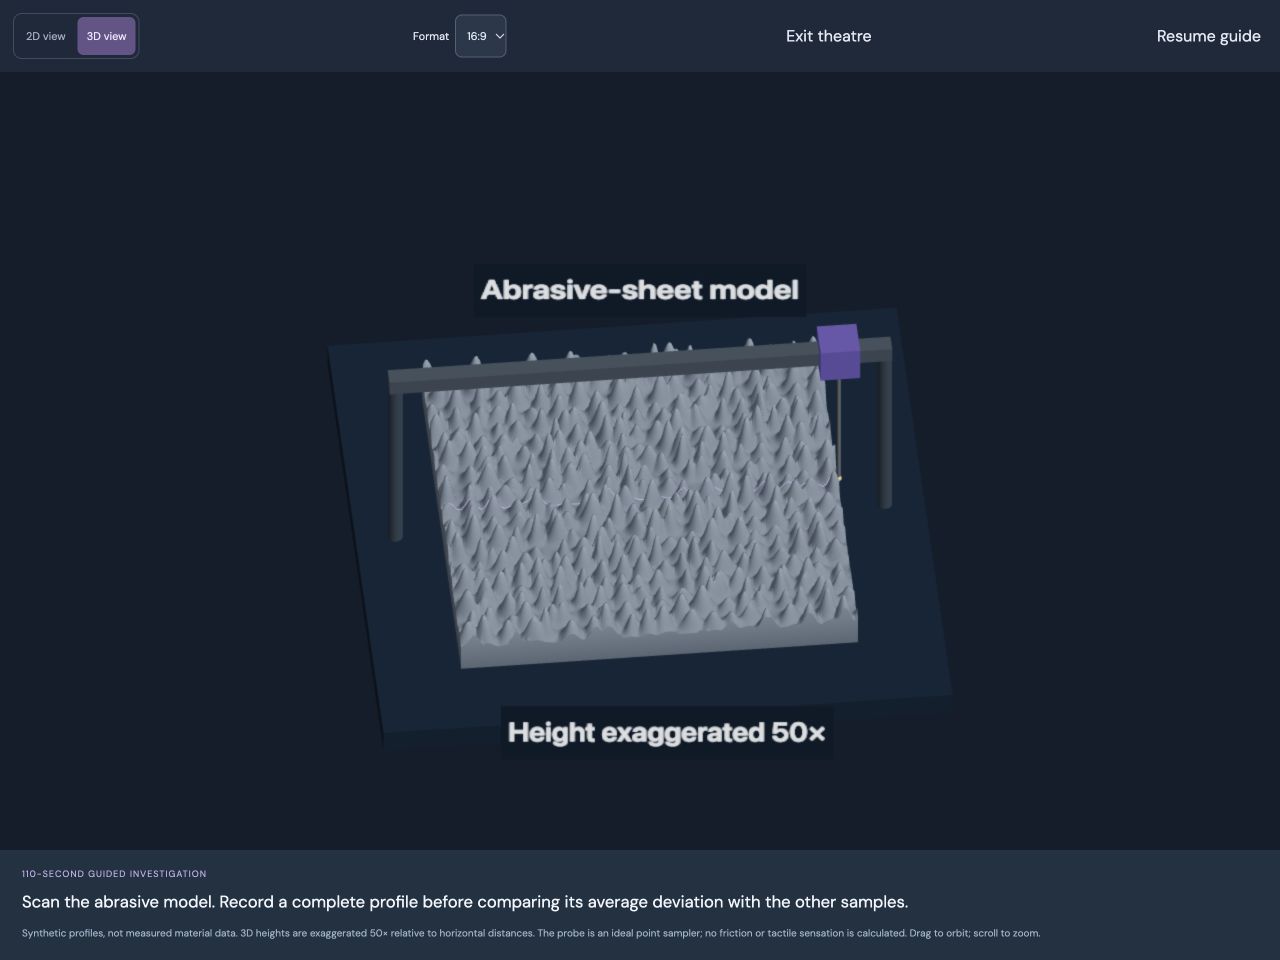 2D view
3D view
Format
16:9
Exit theatre
Resume guide
Abrasive-sheet model
Height exaggerated 50×
110-SECOND GUIDED INVESTIGATION
Scan the abrasive model. Record a complete profile before comparing its average deviation with the other samples.
Synthetic profiles, not measured material data. 3D heights are exaggerated 50× relative to horizontal distances. The probe is an ideal point sampler; no friction or tactile sensation is calculated. Drag to orbit; scroll to zoom.